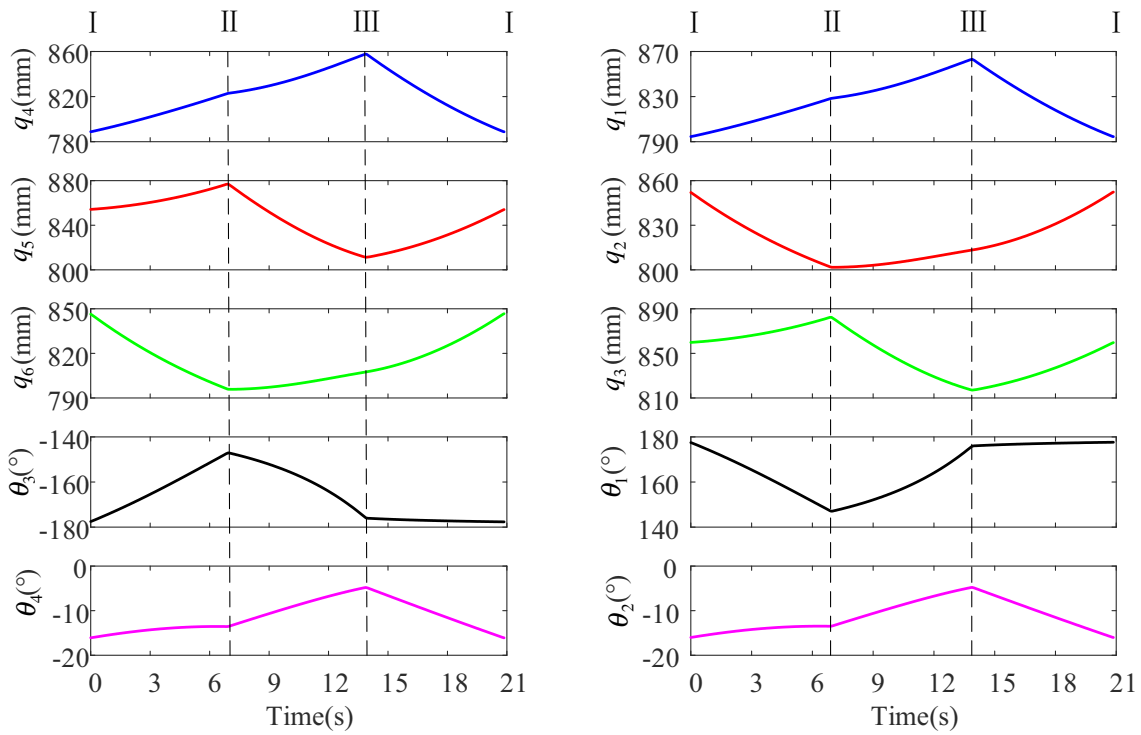 I II III I
860
820
780
q4(mm)
880
840
800
q5(mm)
850
820
790
q6(mm)
-140
-160
-180
θ3(°)
0
-10
-20
θ4(°)
0 3 6 9 12 15 18 21
Time(s)
I II III I
870
830
790
q1(mm)
860
830
800
q2(mm)
890
850
810
q3(mm)
180
160
140
θ1(°)
0
-10
-20
θ2(°)
0 3 6 9 12 15 18 21
Time(s)